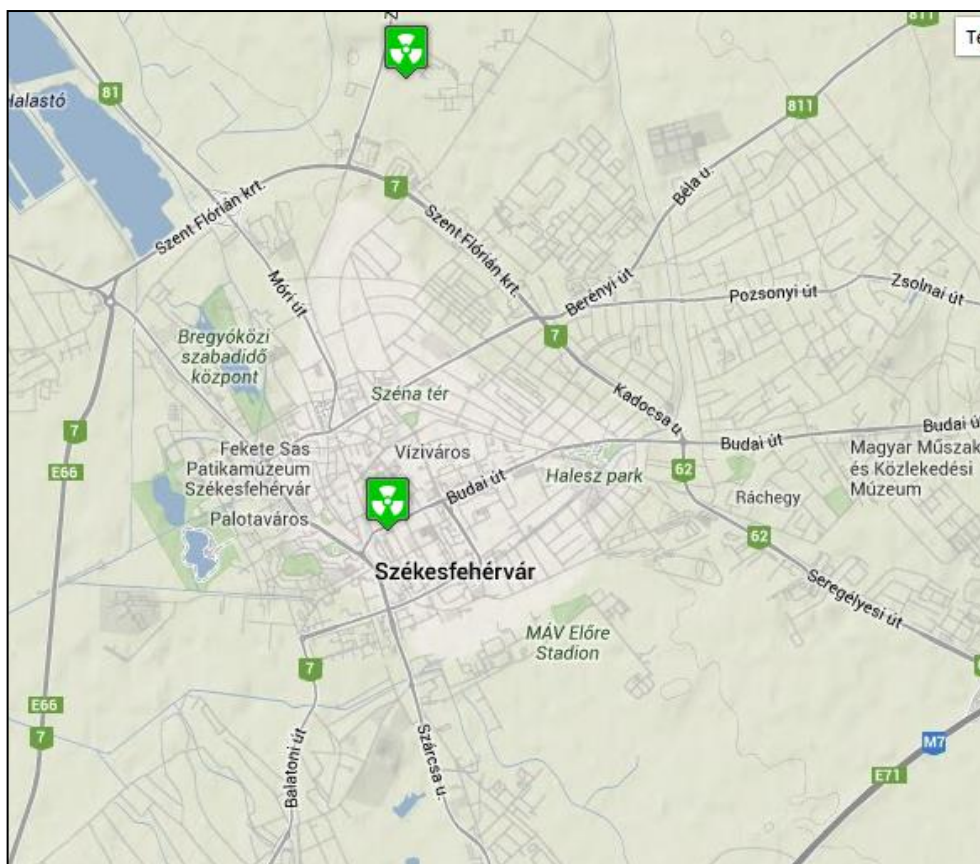 811
Halastó
81
811
7
Szent Flórián krt.
Szent Flórián krt.
Béla u.
Móri út
Berényi út
Pozsonyi út
Zsolnai út
Bregyóközi
szabadidő
központ
7
Széna tér
Kadocsa u.
7
E66
Fekete Sas
Patikamúzeum
Székesfehérvár
Víziváros
Budai út
Halesz park
62
Budai út
Budai
Magyar Műszak
és Közlekedési
Múzeum
Ráchegy
Palotaváros
62
Székesfehérvár
Seregélyesi út
MÁV Előre
Stadion
7
E66
7
Balatoni út
Szárcsa u.
M7
E71